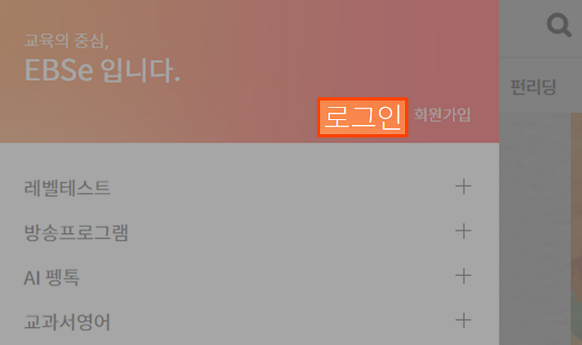 교육의 중심,
EBSe 입니다.
로그인 회원가입
펀리딩
레벨테스트
방송프로그램
AI 펭톡
교과서영어